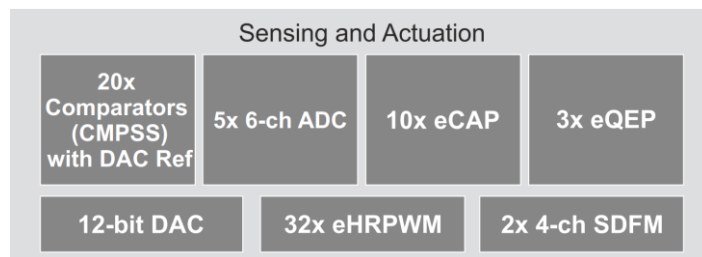 Sensing and Actuation
20x
Comparators
(CMPSS)
with DAC Ref
5x 6-ch ADC
10x eCAP
3x eQEP
12-bit DAC
32x eHRPWM
2x 4-ch SDFM